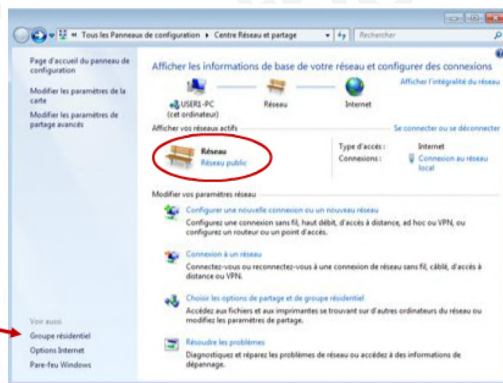 « Tous les Panneaux de configuration ▸ Centre Réseau et partage
Rechercher
Page d'accueil du panneau de
configuration
Modifier les paramètres de la
carte
Modifier les paramètres de
partage avancés
Afficher les informations de base de votre réseau et configurer des connexions
Afficher l'intégralité du réseau
USER1-PC
(cet ordinateur)
Réseau
Internet
Afficher vos réseaux actifs
Se connecter ou se déconnecter
Réseau
Réseau public
Type d'accès : Internet
Connexions : Connexion au réseau
local
Modifier vos paramètres réseau
Configurer une nouvelle connexion ou un nouveau réseau
Configurez une connexion sans fil, haut débit, d'accès à distance, ad hoc ou VPN, ou
configurez un routeur ou un point d'accès.
Connexion à un réseau
Connectez-vous ou reconnectez-vous à une connexion de réseau sans fil, câblé, d'accès à
distance ou VPN.
Choisir les options de partage et de groupe résidentiel
Accédez aux fichiers et aux imprimantes se trouvant sur d'autres ordinateurs du réseau ou
modifiez les paramètres de partage.
Résoudre les problèmes
Diagnostiquez et réparez les problèmes de réseau ou accédez à des informations de
dépannage.
Voir aussi
Groupe résidentiel
Options Internet
Pare-feu Windows